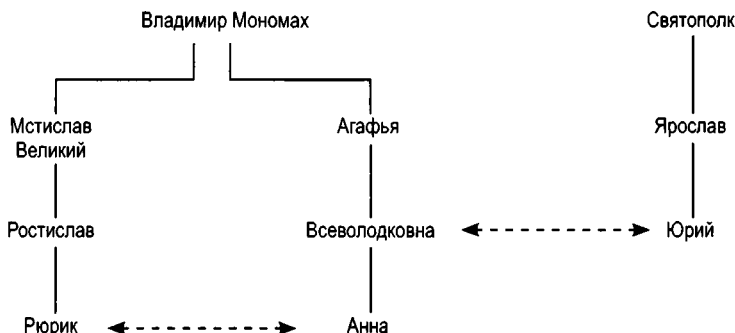 Владимир Мономах
Святополк
Мстислав
Великий
Агафья
Ярослав
Ростислав
Всеволодковна
Юрий
Рюрик
Анна